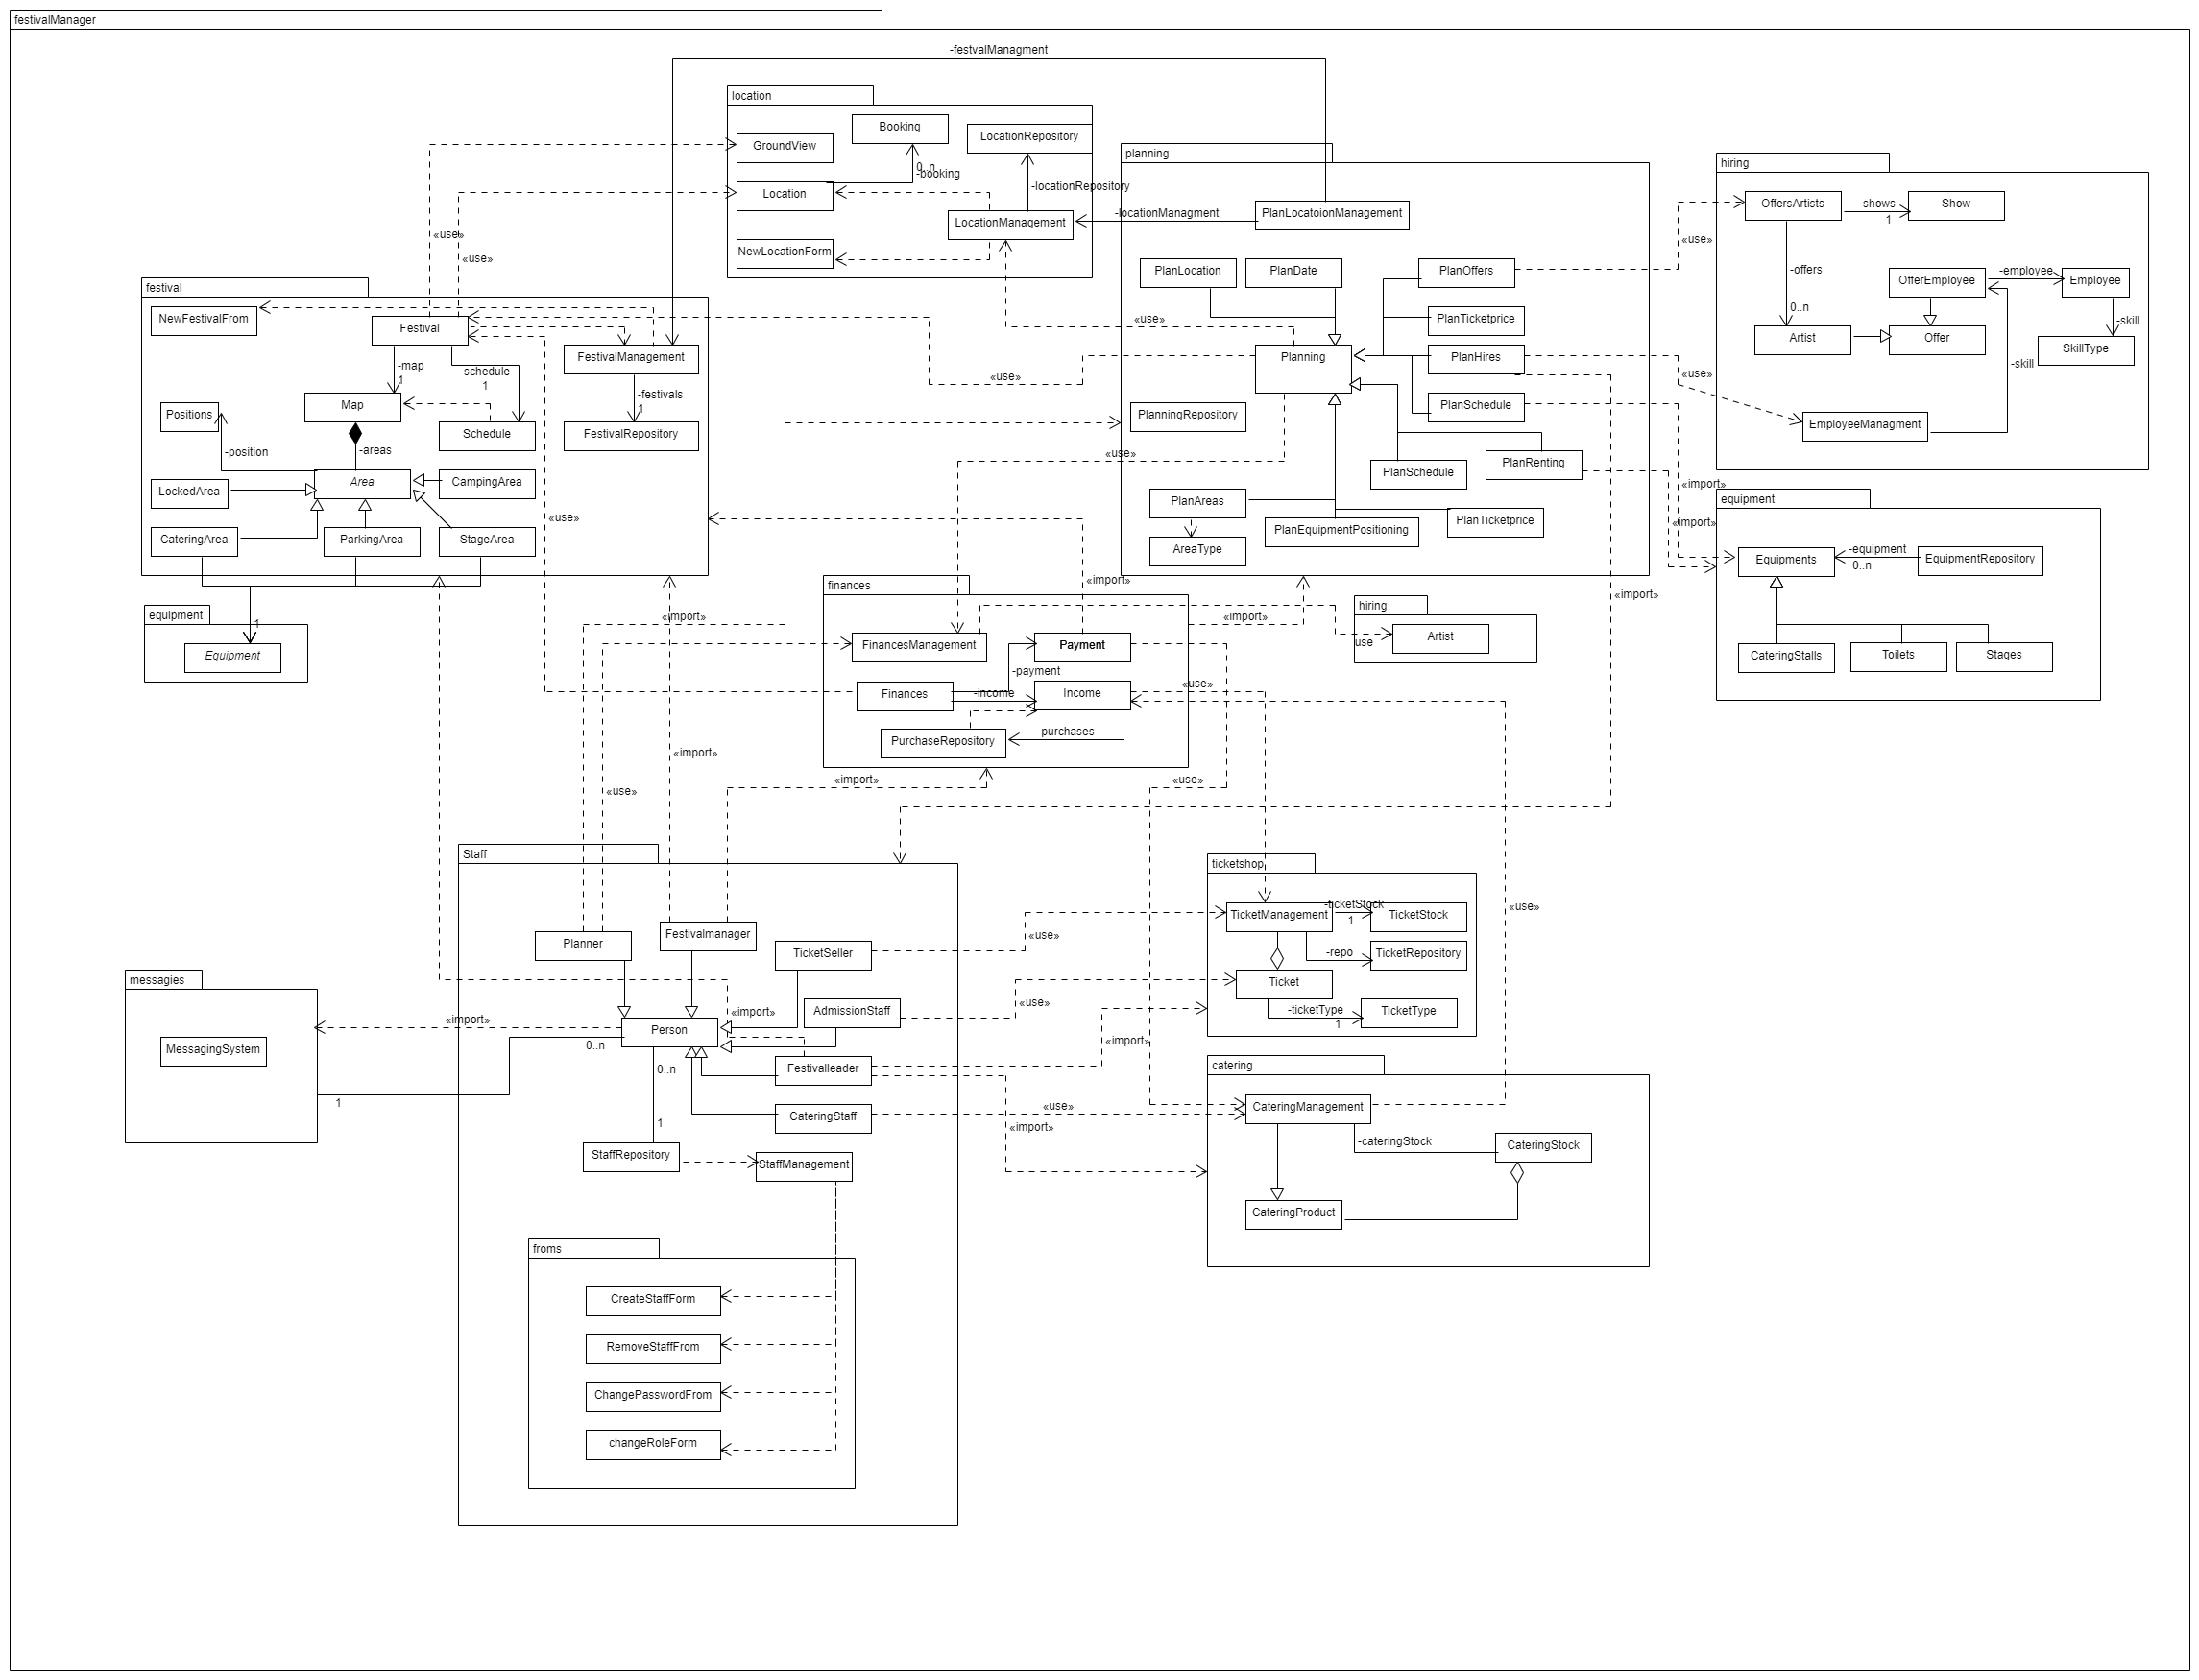 festivalManager
-festvalManagment
location
Booking
LocationRepository
GroundView
0..n
-booking
Location
-locationRepository
LocationManagement
NewLocationForm
-locationManagment
«use»
«use»
planning
PlanLocatoionManagement
PlanLocation
PlanDate
PlanOffers
PlanTicketprice
Planning
PlanHires
PlanSchedule
PlanningRepository
PlanSchedule
PlanRenting
PlanAreas
PlanEquipmentPositioning
PlanTicketprice
AreaType
«use»
«use»
«use»
hiring
OffersArtists
-shows
1
Show
«use»
-offers
0..n
OfferEmployee
-employee
Employee
-skill
Artist
Offer
SkillType
-skill
«use»
EmployeeManagment
festival
NewFestivalFrom
Festival
FestivalManagement
-map
1
-schedule
1
-festivals
1
Map
Positions
Schedule
FestivalRepository
-position
-areas
Area
LockedArea
CampingArea
CateringArea
ParkingArea
StageArea
«use»
equipment
1
Equipment
«import»
«import»
equipment
Equipments
-equipment
0..n
EquipmentRepository
CateringStalls
Toilets
Stages
finances
«import»
«import»
«import»
«import»
FinancesManagement
Payment
-payment
Finances
-income
Income
PurchaseRepository
-purchases
hiring
Artist
use
«use»
«import»
«import»
«use»
«use»
«use»
Staff
Planner
Festivalmanager
TicketSeller
AdmissionStaff
«import»
Person
0..n
0..n
Festivalleader
CateringStaff
1
StaffRepository
StaffManagement
messagies
MessagingSystem
«import»
1
froms
CreateStaffForm
RemoveStaffFrom
ChangePasswordFrom
changeRoleForm
ticketshop
TicketManagement
-ticketStock
1
TicketStock
-repo
TicketRepository
Ticket
-ticketType
1
TicketType
«use»
«use»
«import»
«use»
«import»
catering
CateringManagement
-cateringStock
CateringStock
CateringProduct